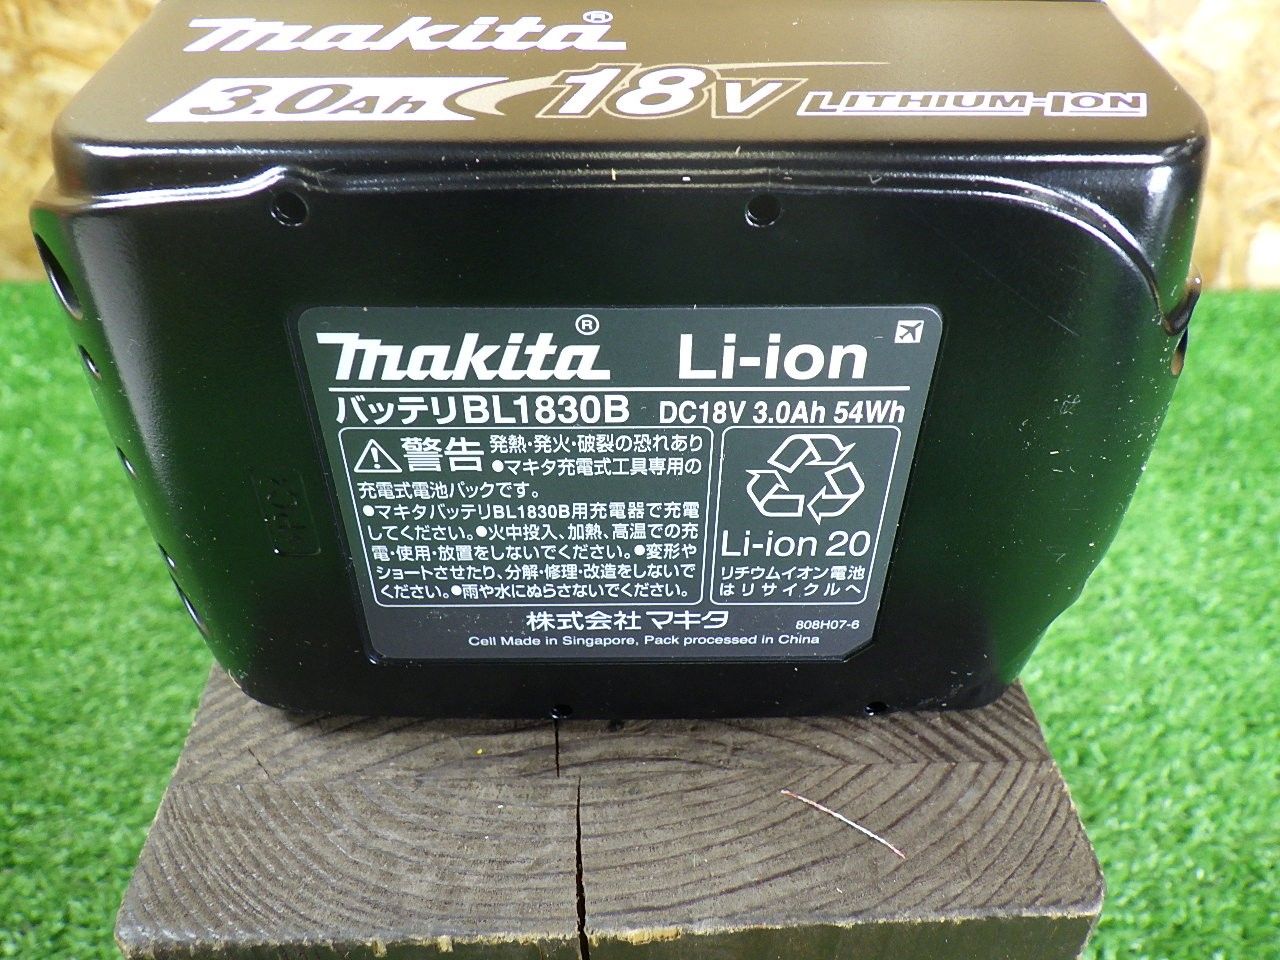 makita®
3.0Ah 18V LITHIUM-ION
makita® Li-ion
バッテリBL1830B DC18V 3.0Ah 54Wh
警告 発熱・発火・破裂の恐れあり
●マキタ充電式工具専用の
充電式電池パックです。
●マキタバッテリBL1830B用充電器で充電
してください。●火中投入、加熱、高温での充
電・使用・放置をしないでください。●変形や
ショートさせたり、分解・修理・改造をしないで
ください。●雨や水にぬらさないでください。
Li-ion 20
リチウムイオン電池
はリサイクルへ
株式会社 マキタ 808H07-6
Cell Made in Singapore, Pack processed in China